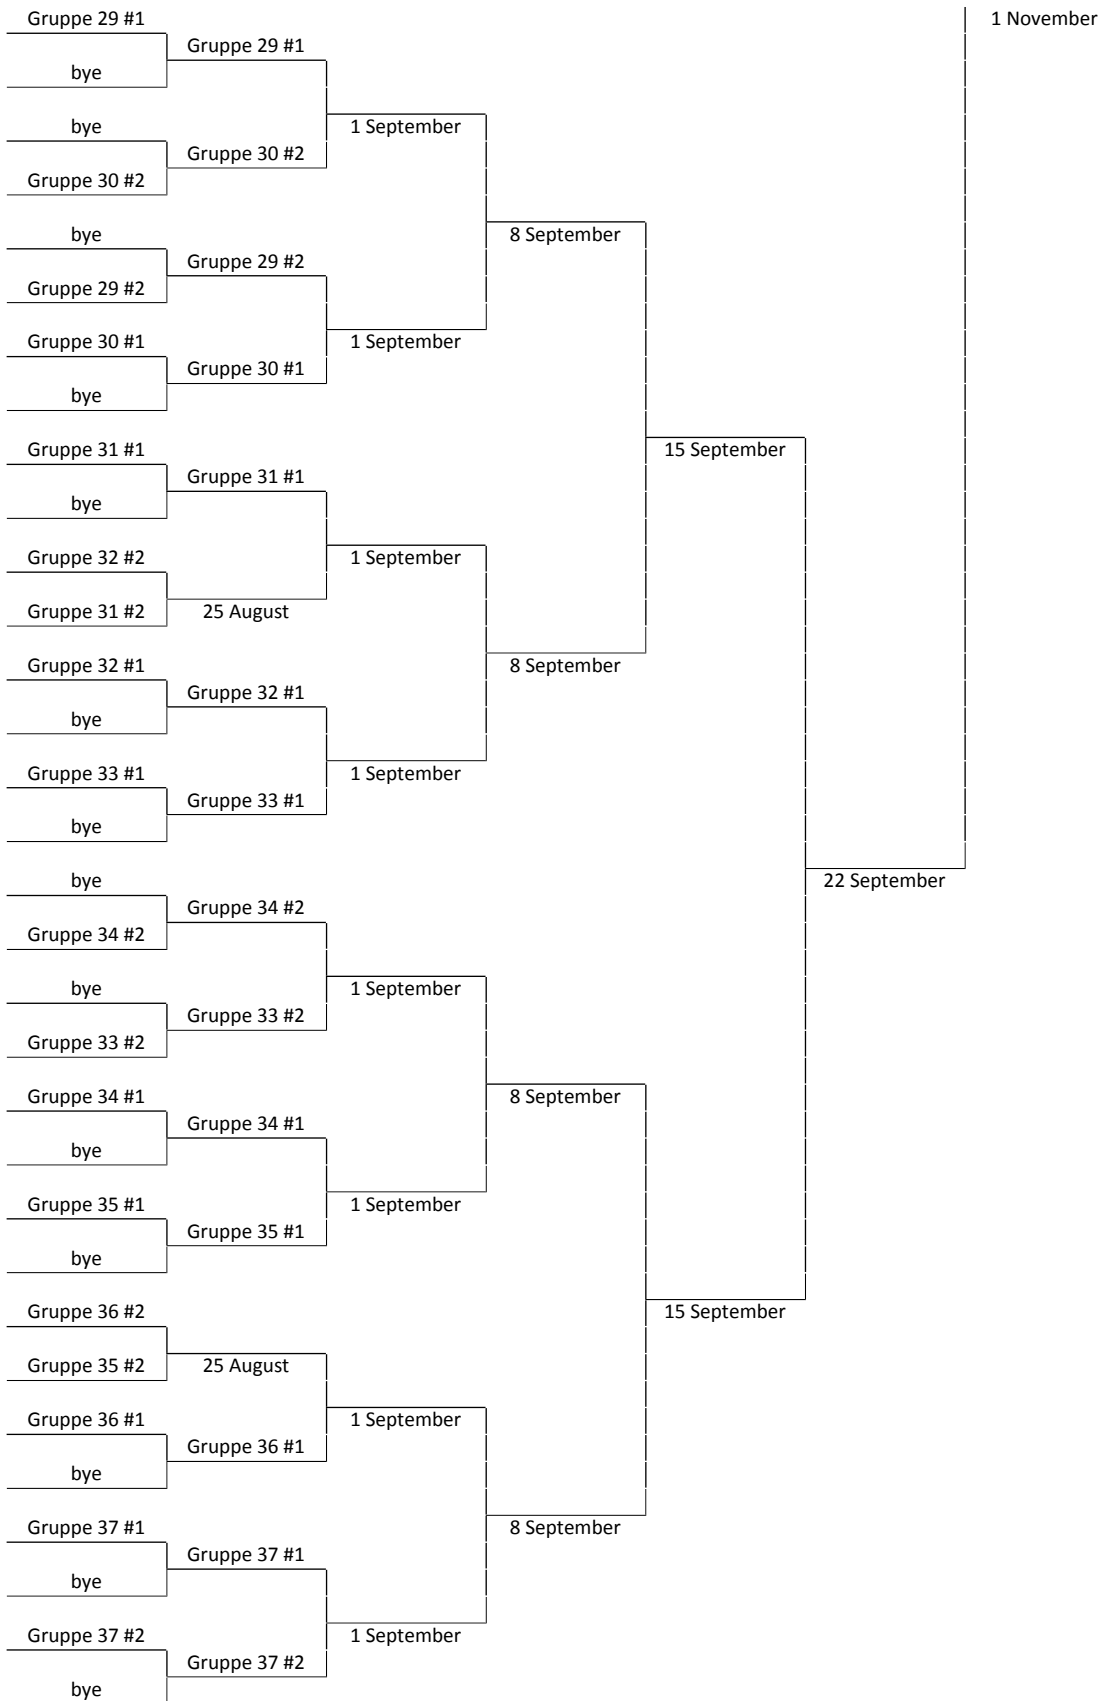 Gruppe 29 #1
1 November
Gruppe 29 #1
bye
bye
1 September
Gruppe 30 #2
Gruppe 30 #2
bye
8 September
Gruppe 29 #2
Gruppe 29 #2
Gruppe 30 #1
1 September
Gruppe 30 #1
bye
Gruppe 31 #1
15 September
Gruppe 31 #1
bye
Gruppe 32 #2
1 September
Gruppe 31 #2
25 August
Gruppe 32 #1
8 September
Gruppe 32 #1
bye
Gruppe 33 #1
1 September
Gruppe 33 #1
bye
bye
22 September
Gruppe 34 #2
Gruppe 34 #2
bye
1 September
Gruppe 33 #2
Gruppe 33 #2
Gruppe 34 #1
8 September
Gruppe 34 #1
bye
Gruppe 35 #1
1 September
Gruppe 35 #1
bye
Gruppe 36 #2
15 September
Gruppe 35 #2
25 August
Gruppe 36 #1
1 September
Gruppe 36 #1
bye
Gruppe 37 #1
8 September
Gruppe 37 #1
bye
Gruppe 37 #2
1 September
Gruppe 37 #2
bye